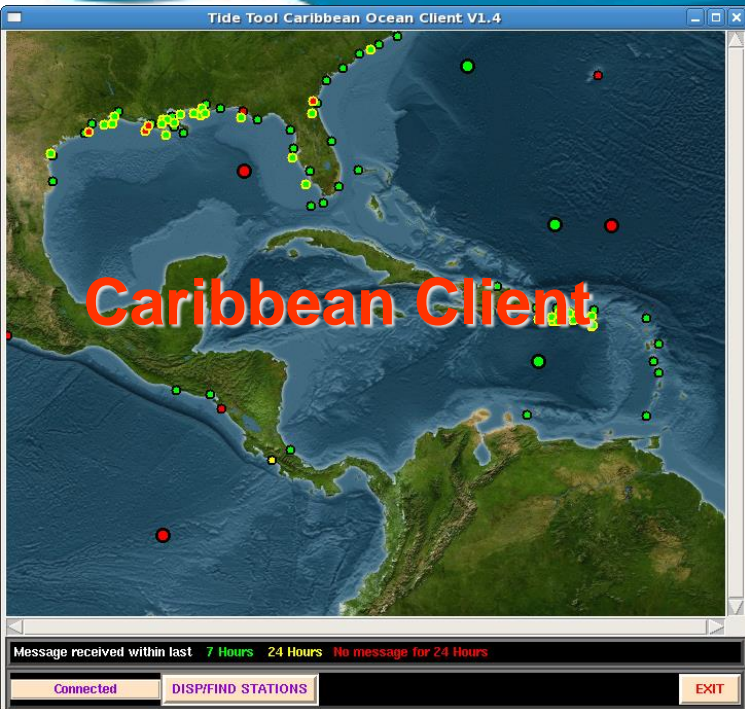 Tide Tool Caribbean Ocean Client V1.4
Caribbean Client
Message received within last 7 Hours 24 Hours No message for 24 Hours
Connected DISP/FIND STATIONS EXIT